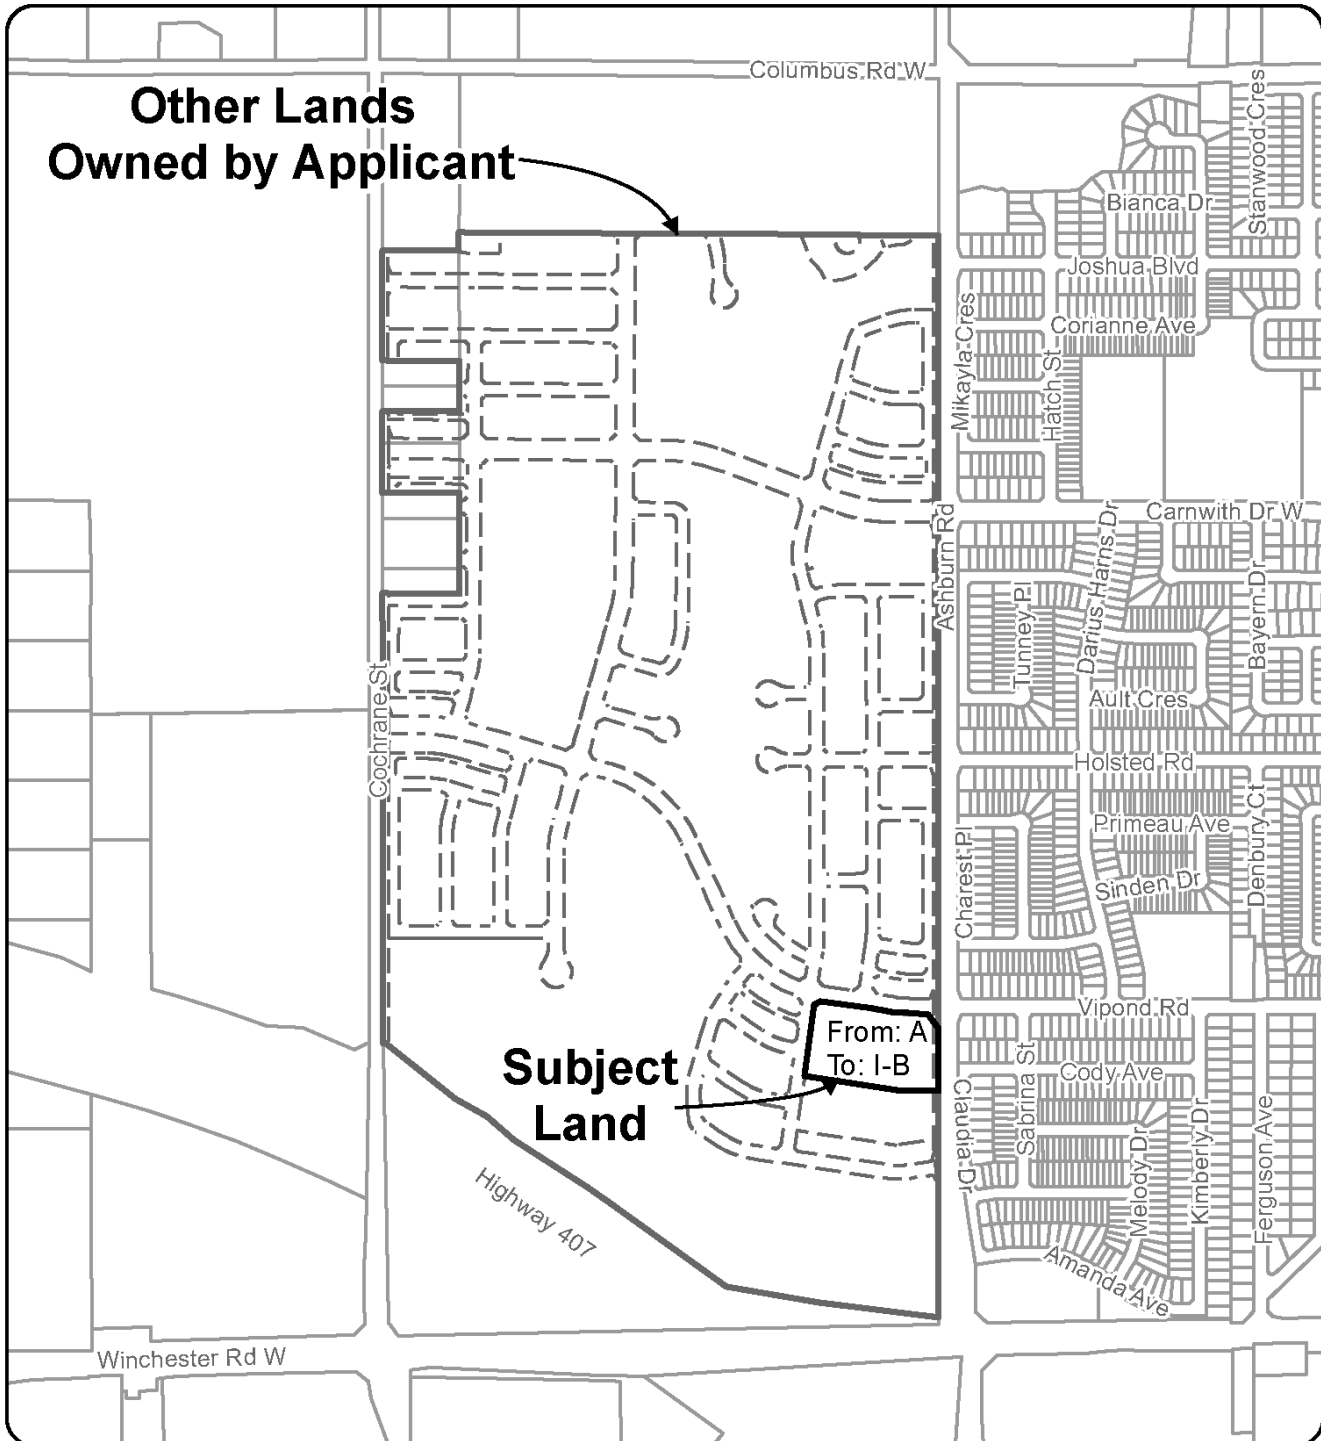 Columbus Rd W
Other Lands
Owned by Applicant
Stanwood Cres
Bianca Dr
Joshua Blvd
Mikayla Cres
Corianne Ave
Hatch St
Carnwith Dr W
Ashburn Rd
Darius Harns Dr
Tunney Pl
Bayern Dr
Cochrane St
Ault Cres
Holsted Rd
Primeau Ave
Denbury Ct
Charest Pl
Sinden Dr
Vipond Rd
From: A
To: I-B
Subject
Land
Sabrina St
Cody Ave
Claudia Dr
Melody Dr
Kimberly Dr
Ferguson Ave
Highway 407
Amanda Ave
Winchester Rd W